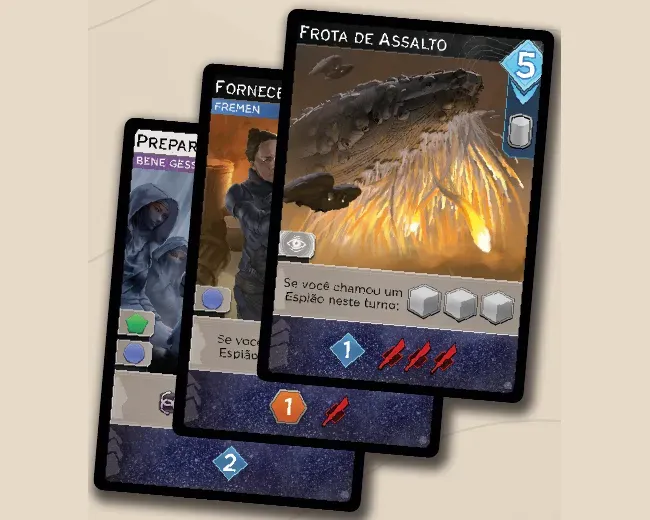 FROTA DE ASSALTO
5
Se você chamou um
Espião neste turno:
1
FORNECE
FREMEN
Se você
Espião
1
PREPAR
BENE GESS
2